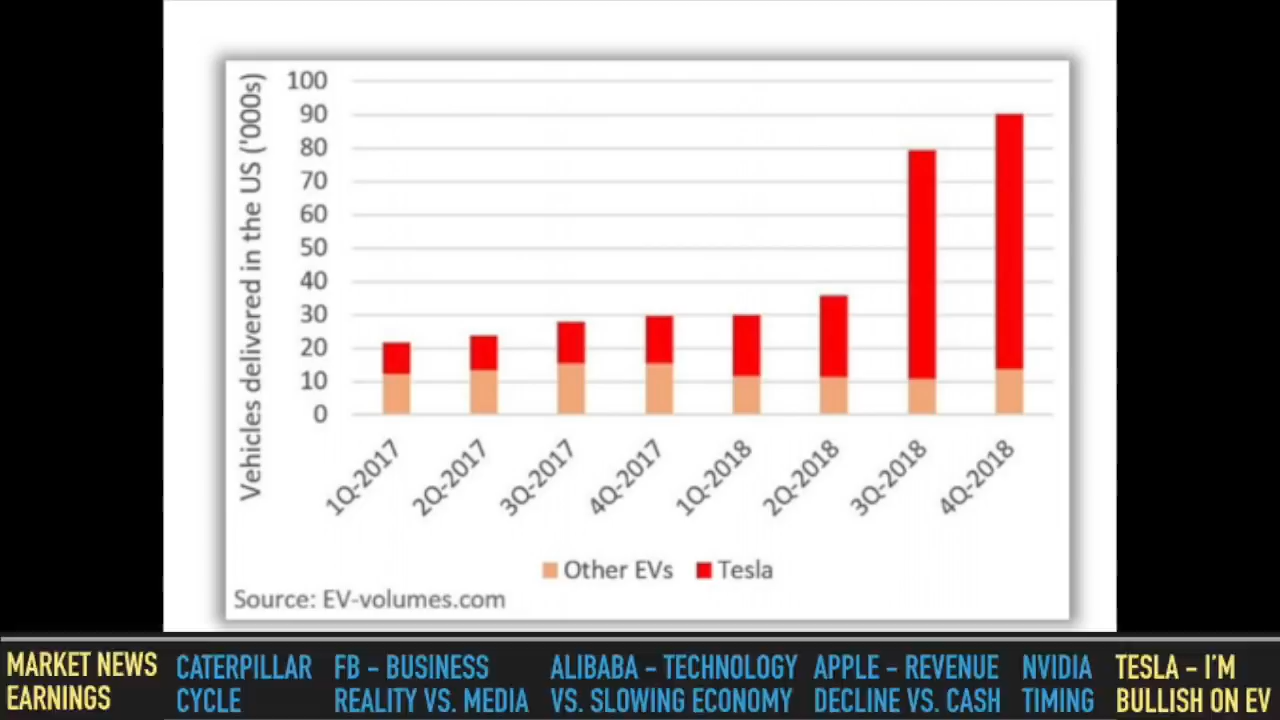 Vehicles delivered in the US ('000s)
100
90
80
70
60
50
40
30
20
10
0
1Q-2017
2Q-2017
3Q-2017
4Q-2017
1Q-2018
2Q-2018
3Q-2018
4Q-2018
Other EVs
Tesla
Source: EV-volumes.com
MARKET NEWS
EARNINGS
CATERPILLAR
CYCLE
FB – BUSINESS
REALITY VS. MEDIA
ALIBABA – TECHNOLOGY
VS. SLOWING ECONOMY
APPLE – REVENUE
DECLINE VS. CASH
NVIDIA
TIMING
TESLA – I'M
BULLISH ON EV